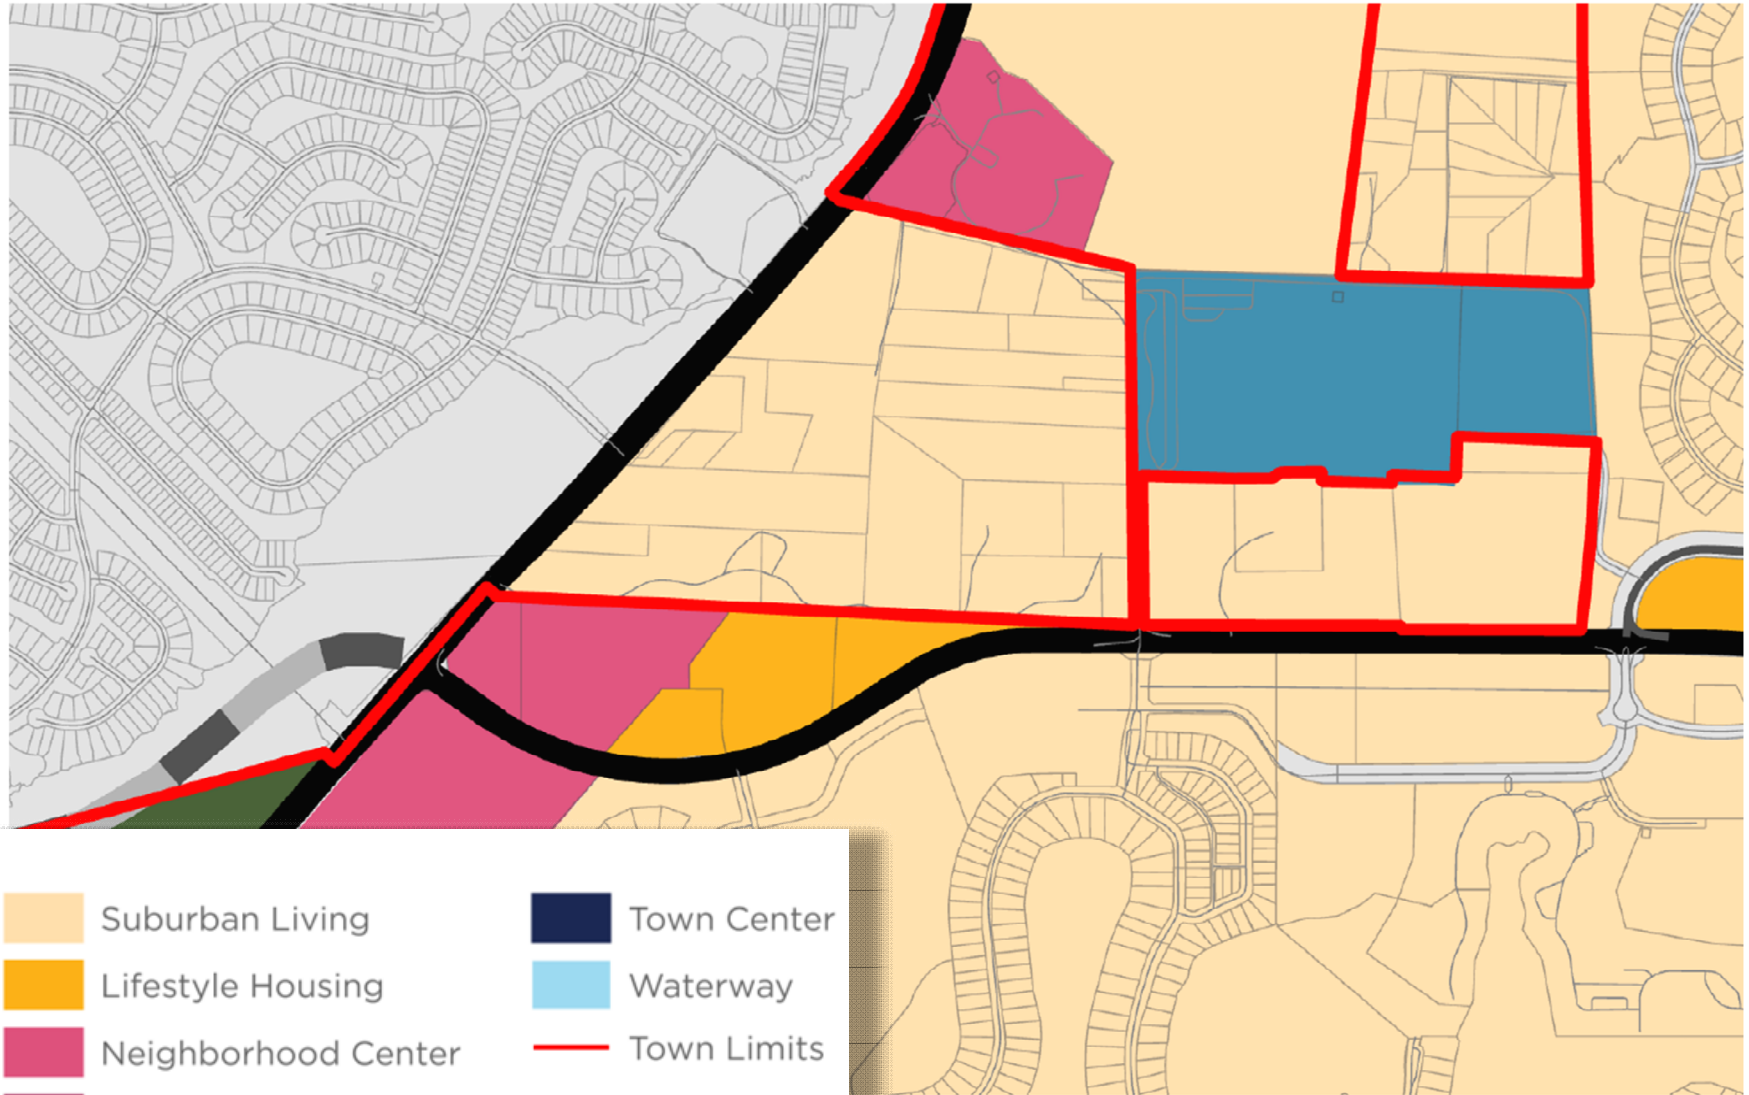 Suburban Living
Lifestyle Housing
Neighborhood Center
Town Center
Waterway
Town Limits